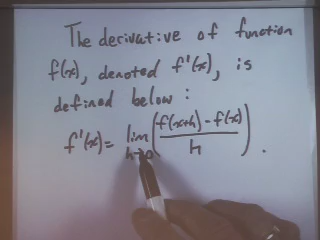 The derivative of function
f(x), denoted f'(x), is
defined below:
f'(x) = lim h→0 (f(x+h) - f(x) / h).